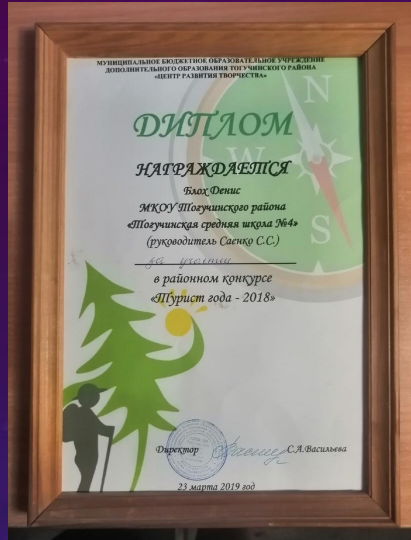 МУНИЦИПАЛЬНОЕ БЮДЖЕТНОЕ ОБРАЗОВАТЕЛЬНОЕ УЧРЕЖДЕНИЕ
ДОПОЛНИТЕЛЬНОГО ОБРАЗОВАНИЯ ТОГУЧИНСКОГО РАЙОНА
«ЦЕНТР РАЗВИТИЯ ТВОРЧЕСТВА»
N
ДИПЛОМ
W
НАГРАЖДАЕТСЯ
Блох Денис
МКОУ Тогучинского района
«Тогучинская средняя школа №4»
S
(руководитель Саенко С.С.)
за участие
в районном конкурсе
«Турист года - 2018»
Директор С.А.Васильева
23 марта 2019 год